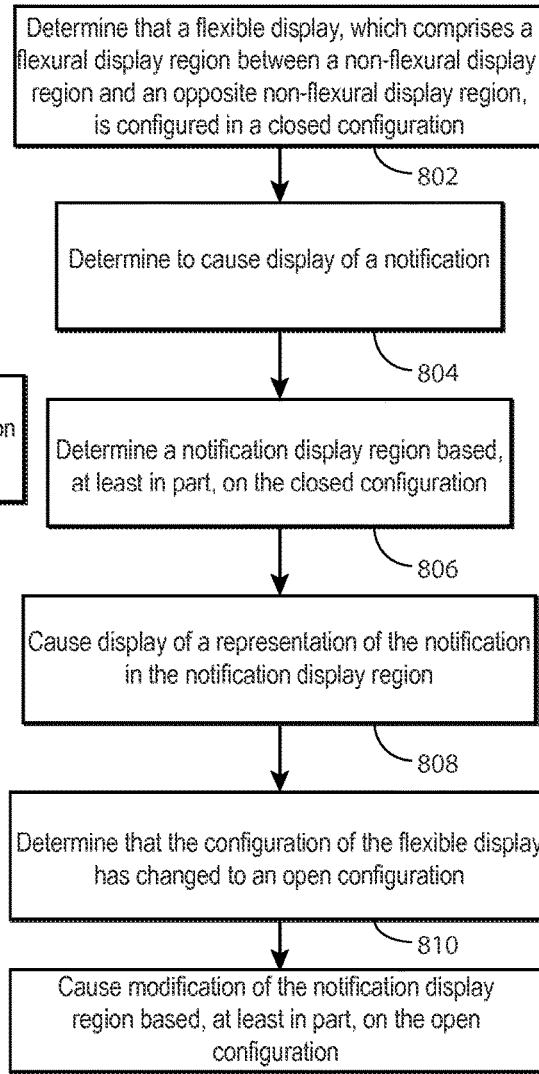 Determine that a flexible display, which comprises a
flexural display region between a non-flexural display
region and an opposite non-flexural display region,
is configured in a closed configuration
802
Determine to cause display of a notification
804
Determine a notification display region based,
at least in part, on the closed configuration
806
Cause display of a representation of the notification
in the notification display region
808
Determine that the configuration of the flexible display
has changed to an open configuration
810
Cause modification of the notification display
region based, at least in part, on the open
configuration